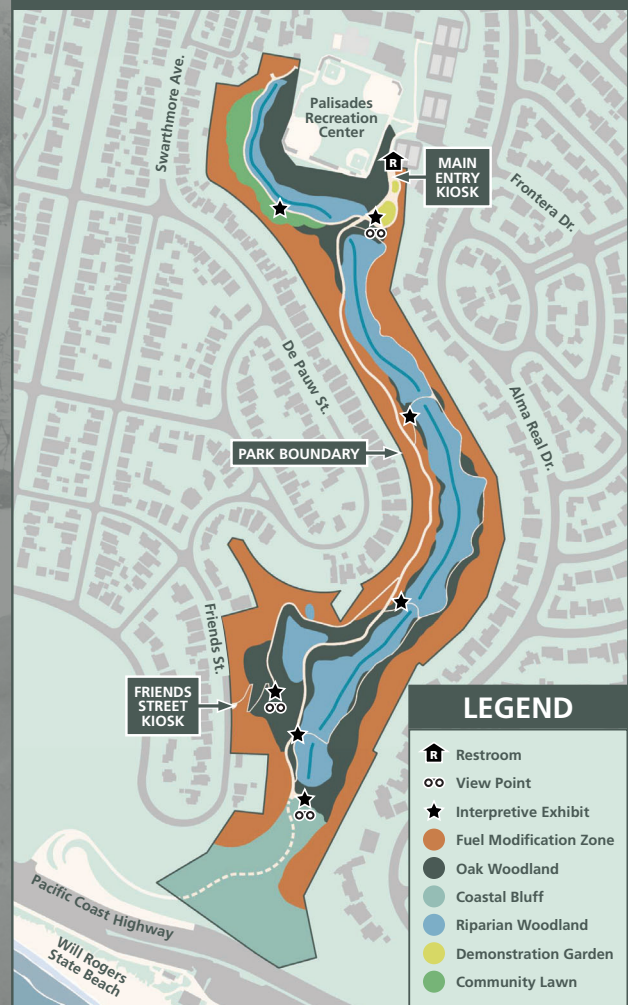 Swarthmore Ave.
Palisades
Recreation
Center
R
MAIN
ENTRY
KIOSK
Frontera Dr.
De Pauw St.
Alma Real Dr.
PARK BOUNDARY
Friends St.
FRIENDS
STREET
KIOSK
Pacific Coast Highway
Will Rogers
State Beach
LEGEND
R Restroom
View Point
Interpretive Exhibit
Fuel Modification Zone
Oak Woodland
Coastal Bluff
Riparian Woodland
Demonstration Garden
Community Lawn